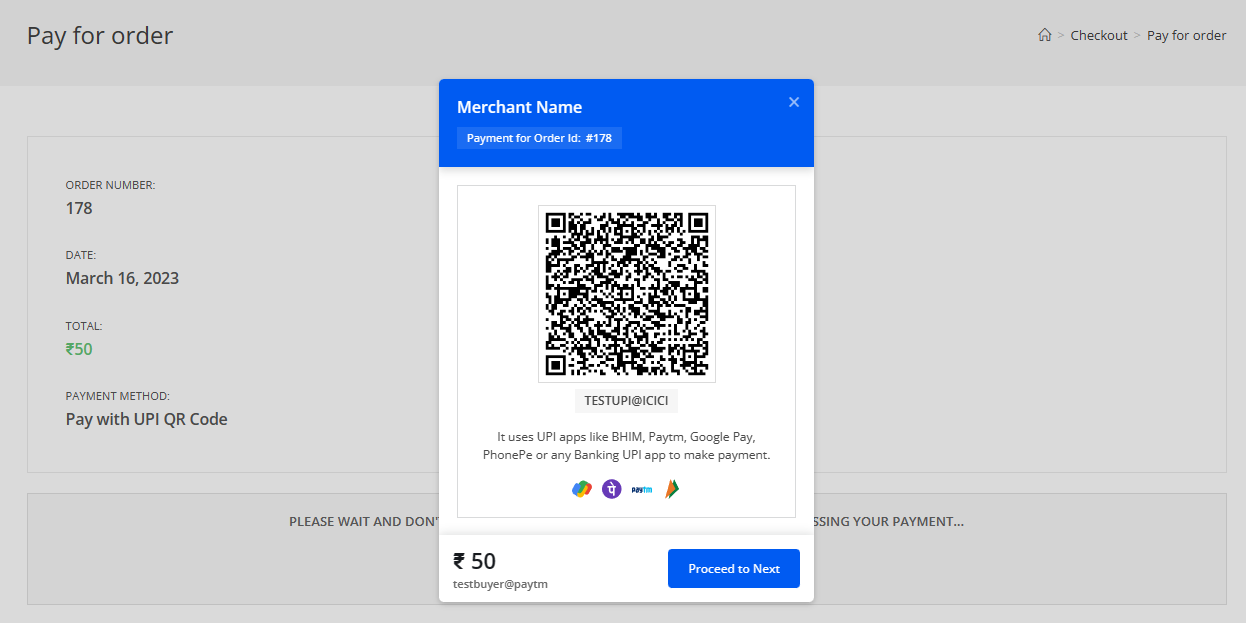 Pay for order
> Checkout > Pay for order
Merchant Name
×
Payment for Order Id: #178
ORDER NUMBER:
178
DATE:
March 16, 2023
TOTAL:
₹50
PAYMENT METHOD:
Pay with UPI QR Code
TESTUPI@ICICI
It uses UPI apps like BHIM, Paytm, Google Pay,
PhonePe or any Banking UPI app to make payment.
paytm
PLEASE WAIT AND DON'T
SSING YOUR PAYMENT...
₹ 50
testbuyer@paytm
Proceed to Next